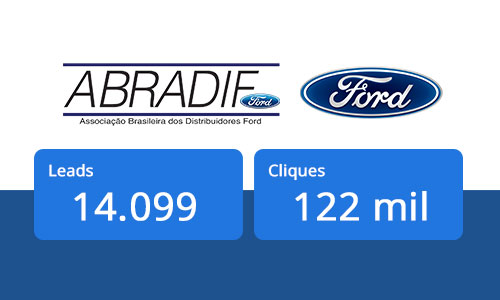 ABRADIF
Ford
Associação Brasileira dos Distribuidores Ford
Ford
Leads
14.099
Cliques
122 mil